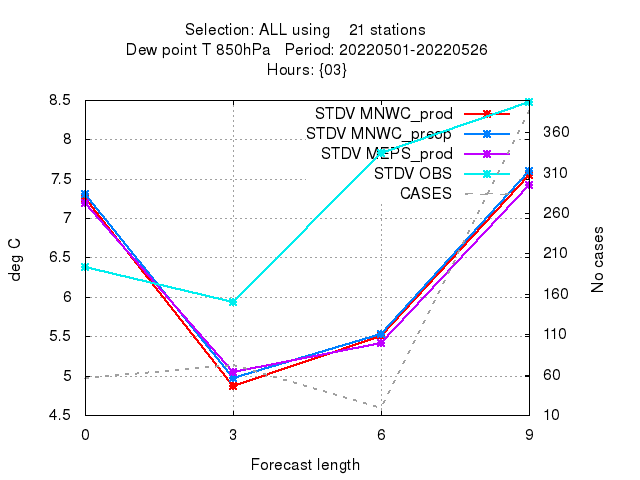 Selection: ALL using 21 stations
Dew point T 850hPa Period: 20220501-20220526
Hours: {03}
STDV MNWC_prod
STDV MNWC_preop
STDV MEPS_prod
STDV OBS
CASES
8.5
8
7.5
7
6.5
6
5.5
5
4.5
360
310
260
210
160
110
60
10
deg C
No cases
0 3 6 9
Forecast length